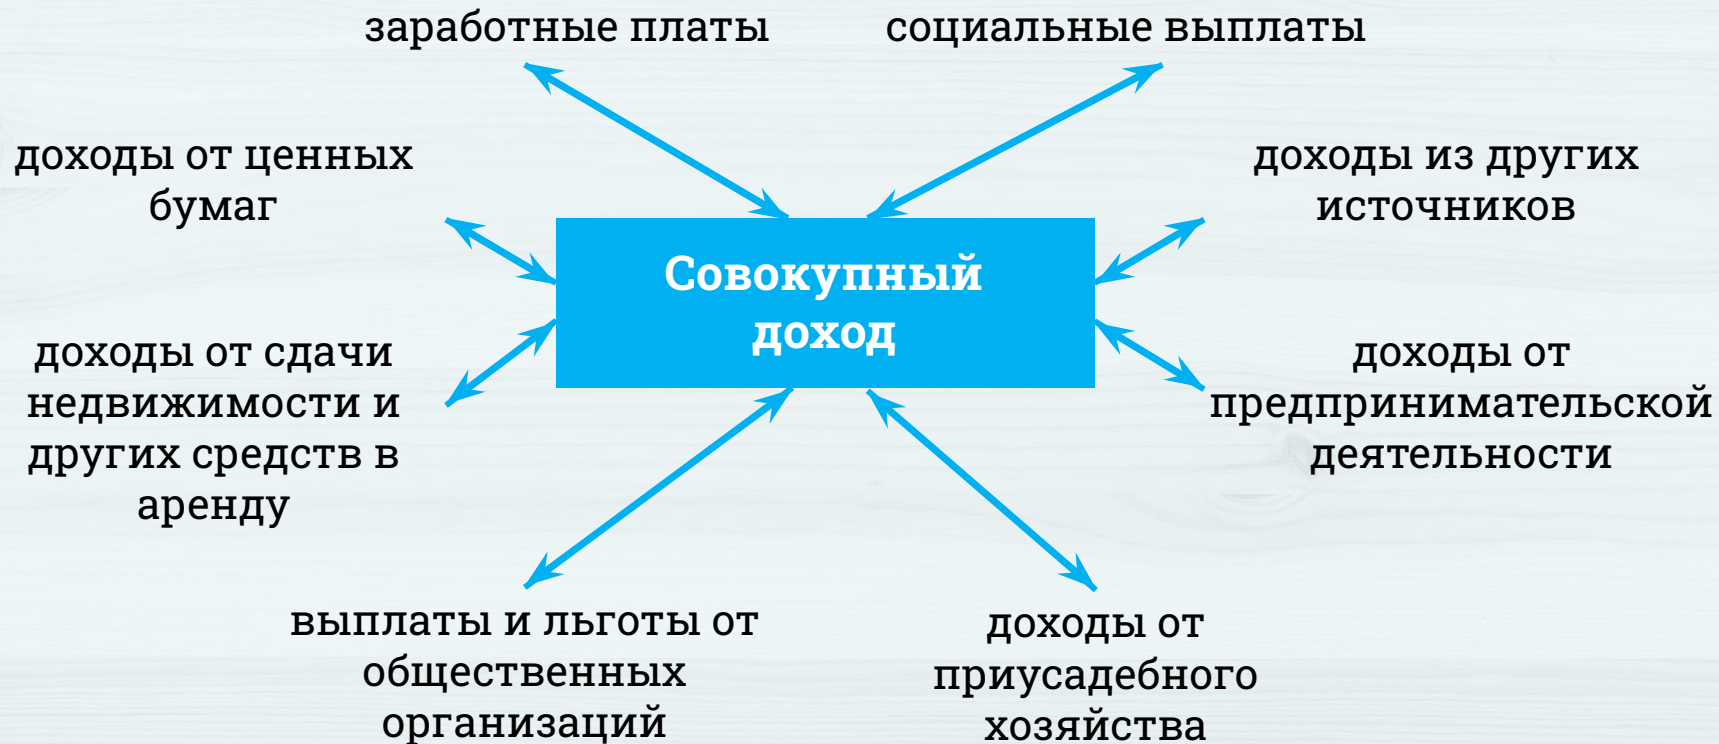 заработные платы
социальные выплаты
доходы от ценных
бумаг
доходы из других
источников
Совокупный
доход
доходы от сдачи
недвижимости и
других средств в
аренду
доходы от
предпринимательской
деятельности
выплаты и льготы от
общественных
организаций
доходы от
приусадебного
хозяйства